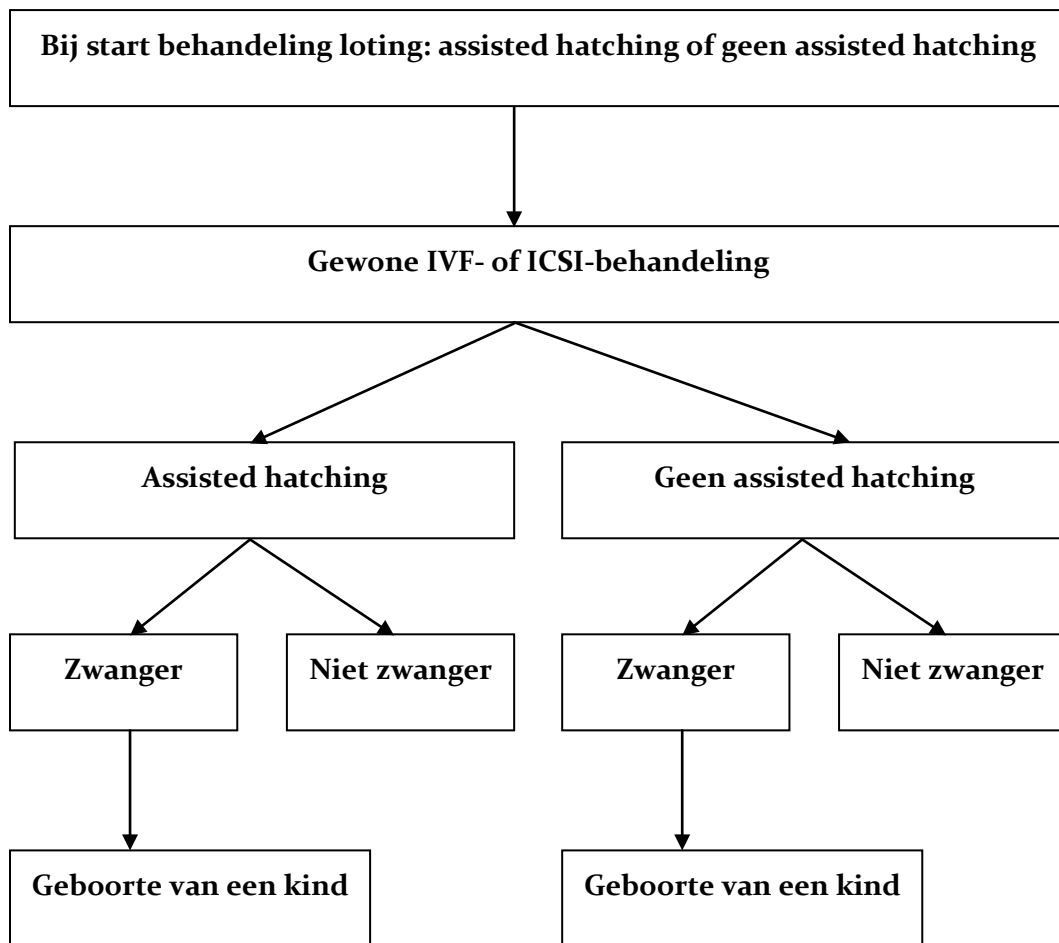 Bij start behandeling loting: assisted hatching of geen assisted hatching
Gewone IVF- of ICSI-behandeling
Assisted hatching
Geen assisted hatching
Zwanger
Niet zwanger
Zwanger
Niet zwanger
Geboorte van een kind
Geboorte van een kind